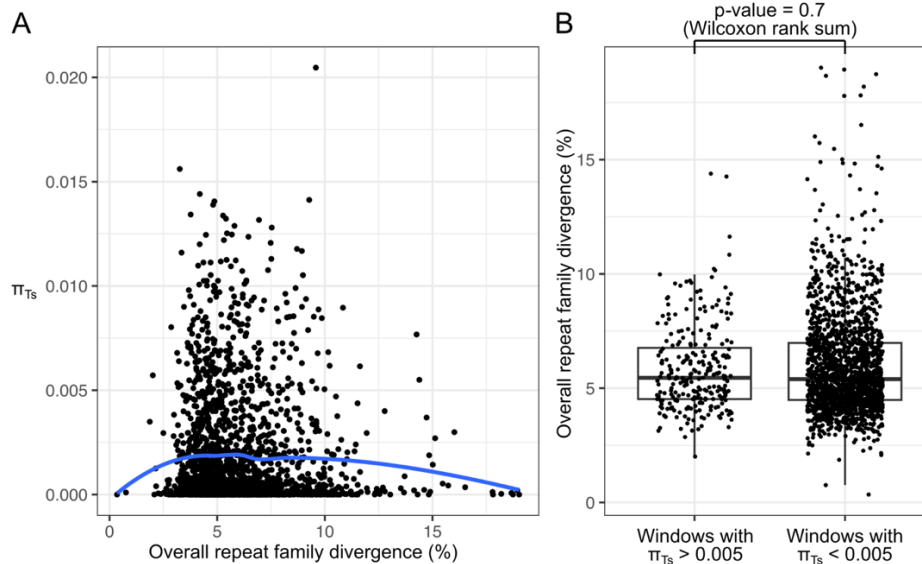 A
0.020
0.015
πTs
0.010
0.005
0.000
0
5
10
15
Overall repeat family divergence (%)
B
p-value = 0.7
(Wilcoxon rank sum)
Overall repeat family divergence (%)
15
10
5
0
Windows with
πTs > 0.005
Windows with
πTs < 0.005